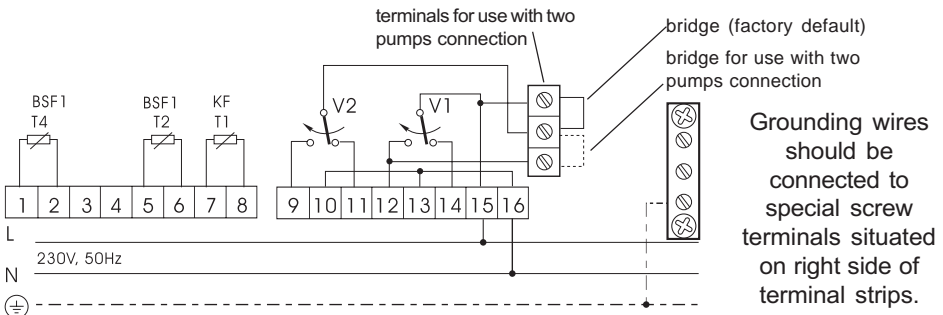 terminals for use with two
pumps connection
bridge (factory default)
bridge for use with two
pumps connection
BSF1
T4
BSF1
T2
KF
T1
V2
V1
1 2 3 4 5 6 7 8
9 10 11 12 13 14 15 16
L
230V, 50Hz
N
Grounding wires
should be
connected to
special screw
terminals situated
on right side of
terminal strips.